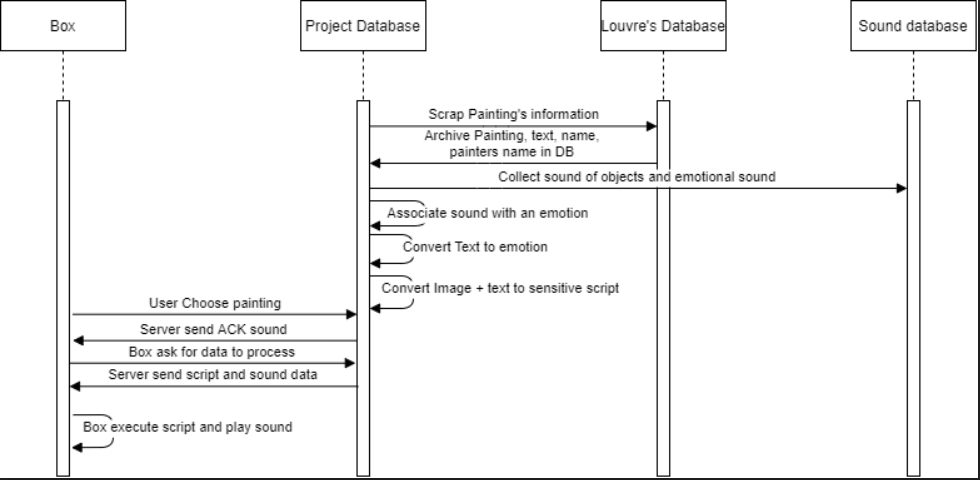 Box
Project Database
Louvre's Database
Sound database
Scrap Painting's information
Archive Painting, text, name,
painters name in DB
Collect sound of objects and emotional sound
Associate sound with an emotion
Convert Text to emotion
Convert Image + text to sensitive script
User Choose painting
Server send ACK sound
Box ask for data to process
Server send script and sound data
Box execute script and play sound